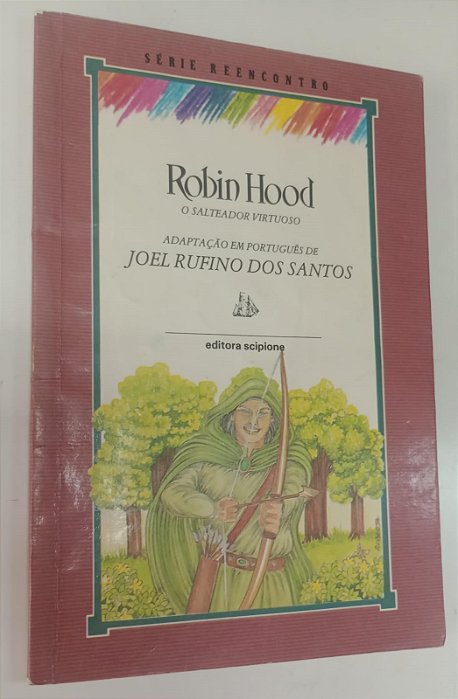 SÉRIE REENCONTRO
Robin Hood
O SALTEADOR VIRTUOSO
ADAPTAÇÃO EM PORTUGUÊS DE
JOEL RUFINO DOS SANTOS
editora scipione